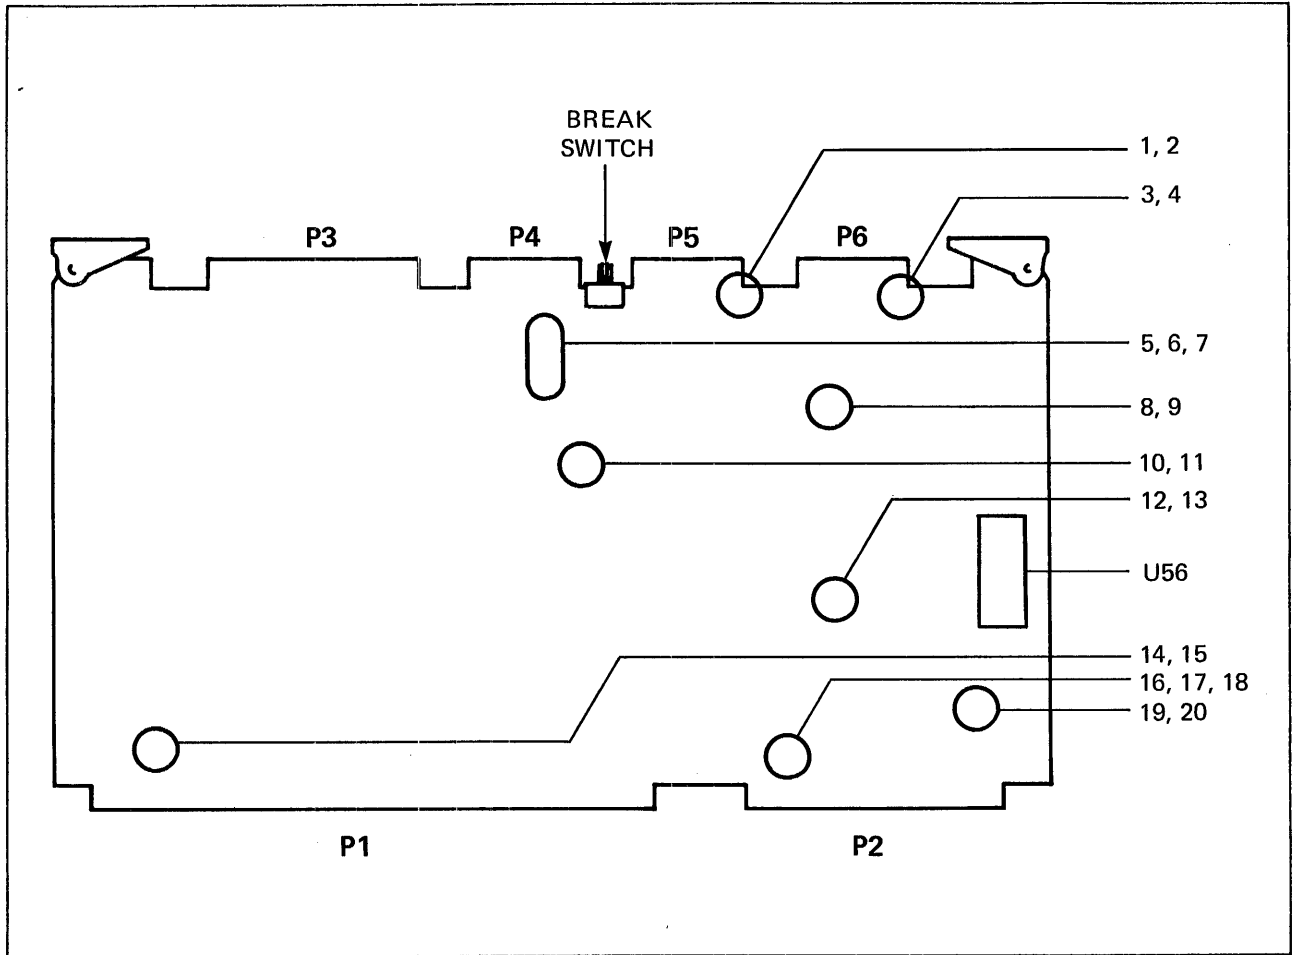 BREAK
SWITCH
1, 2
3, 4
P3
P4
P5
P6
5, 6, 7
8, 9
10, 11
12, 13
U56
14, 15
16, 17, 18
19, 20
P1
P2